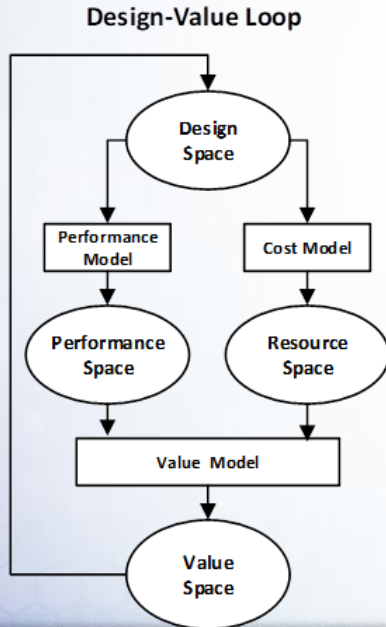 Design-Value Loop
Design
Space
Performance
Model
Cost Model
Performance
Space
Resource
Space
Value Model
Value
Space